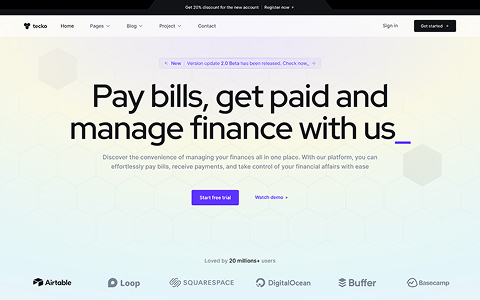 Get 20% discount for the new account | Register now >
tecko Home Pages Blog Project Contact Sign in Get started >
New Version update 2.0 Beta has been released. Check now_
Pay bills, get paid and
manage finance with us_
Discover the convenience of managing your finances all in one place. With our platform, you can
effortlessly pay bills, receive payments, and take control of your financial affairs with ease
Start free trial Watch demo
Loved by 20 millions+ users
Airtable Loop SQUARESPACE DigitalOcean Buffer Basecamp